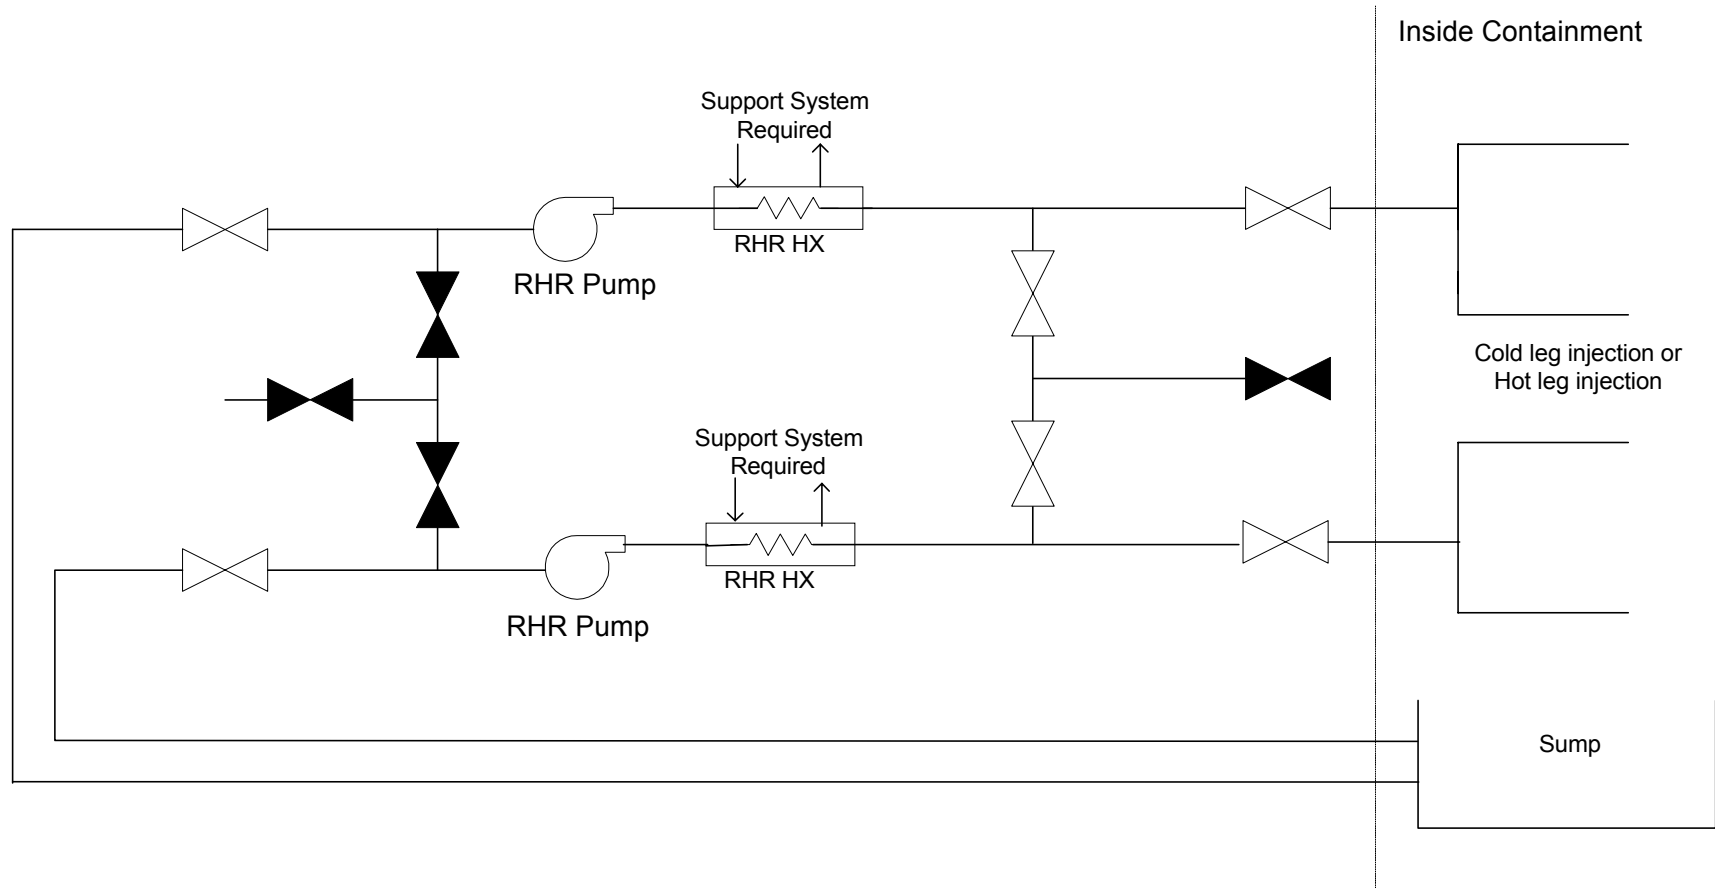 Inside Containment
Support System
Required
RHR HX
RHR Pump
Cold leg injection or
Hot leg injection
Support System
Required
RHR HX
RHR Pump
Sump